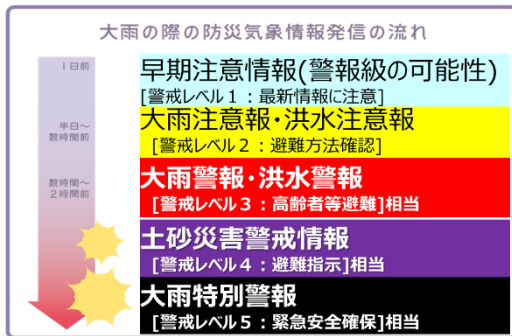 大雨の際の防災気象情報発信の流れ
1日前
早期注意情報(警報級の可能性)
[警戒レベル1：最新情報に注意]
半日～
数時間前
大雨注意報・洪水注意報
[警戒レベル2：避難方法確認]
数時間～
2時間前
大雨警報・洪水警報
[警戒レベル3：高齢者等避難]相当
土砂災害警戒情報
[警戒レベル4：避難指示]相当
大雨特別警報
[警戒レベル5：緊急安全確保]相当